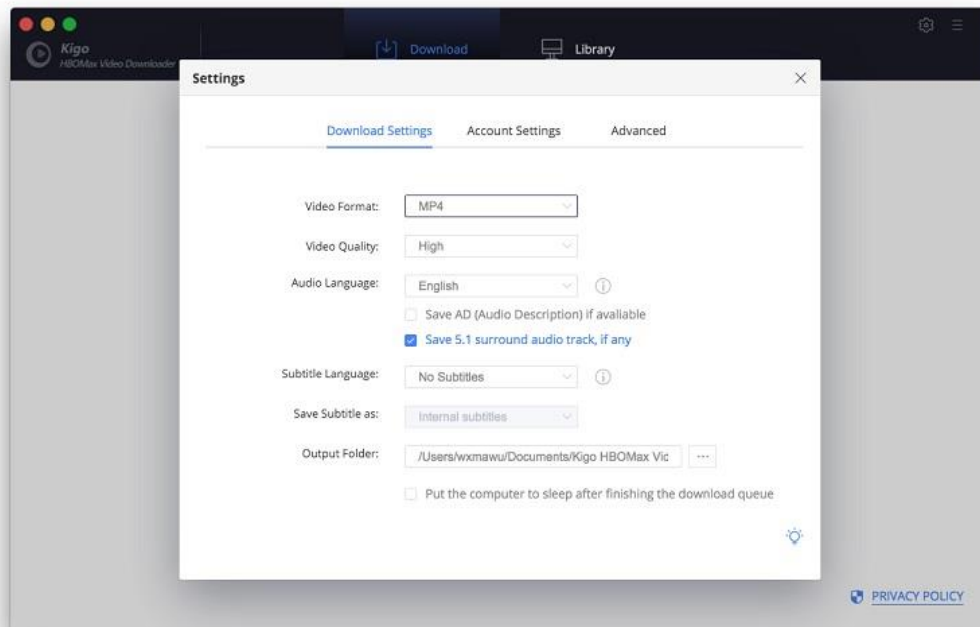 Kigo
HBOMax Video Downloader
Download
Library
Settings
Download Settings
Account Settings
Advanced
Video Format: MP4
Video Quality: High
Audio Language: English
Save AD (Audio Description) if avaliable
Save 5.1 surround audio track, if any
Subtitle Language: No Subtitles
Save Subtitle as: Internal subtitles
Output Folder: /Users/wxmawu/Documents/Kigo HBOMax Vic ...
Put the computer to sleep after finishing the download queue
PRIVACY POLICY